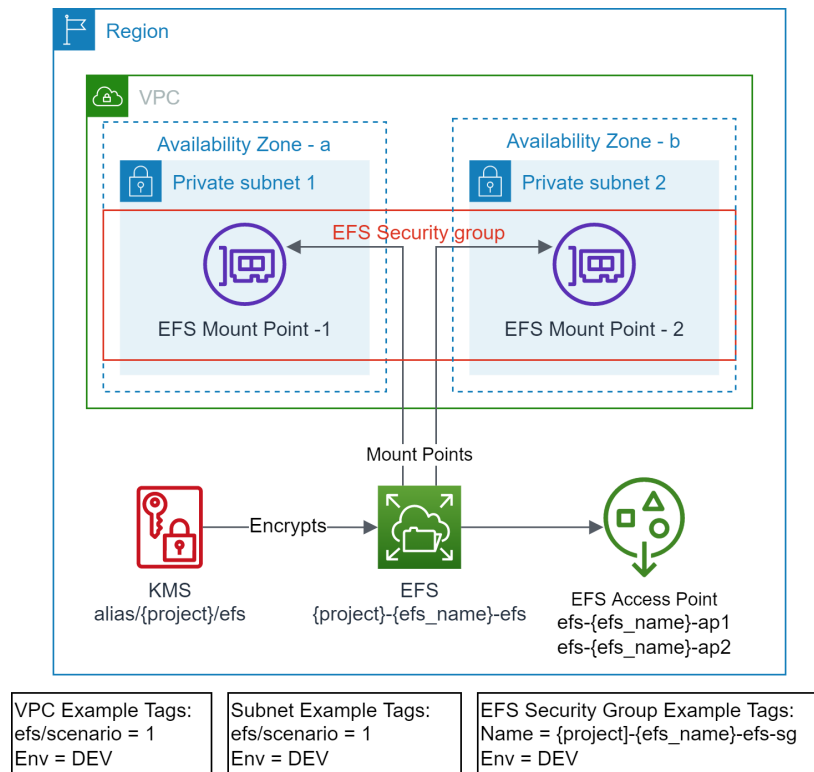 Region
VPC
Availability Zone - a
Availability Zone - b
Private subnet 1
Private subnet 2
EFS Security group
EFS Mount Point -1
EFS Mount Point - 2
Mount Points
Encrypts
KMS
alias/{project}/efs
EFS
{project}-{efs_name}-efs
EFS Access Point
efs-{efs_name}-ap1
efs-{efs_name}-ap2
VPC Example Tags:
efs/scenario = 1
Env = DEV
Subnet Example Tags:
efs/scenario = 1
Env = DEV
EFS Security Group Example Tags:
Name = {project]-{efs_name}-efs-sg
Env = DEV